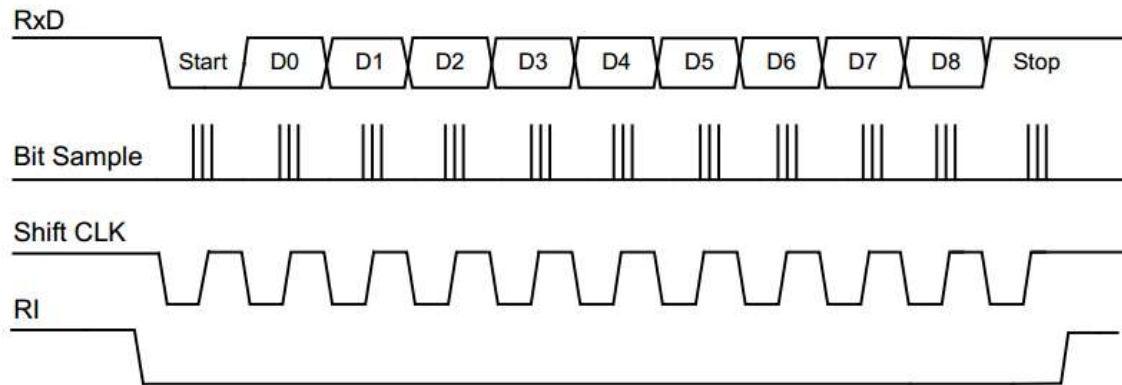 RxD
Start D0 D1 D2 D3 D4 D5 D6 D7 D8 Stop
Bit Sample
Shift CLK
RI